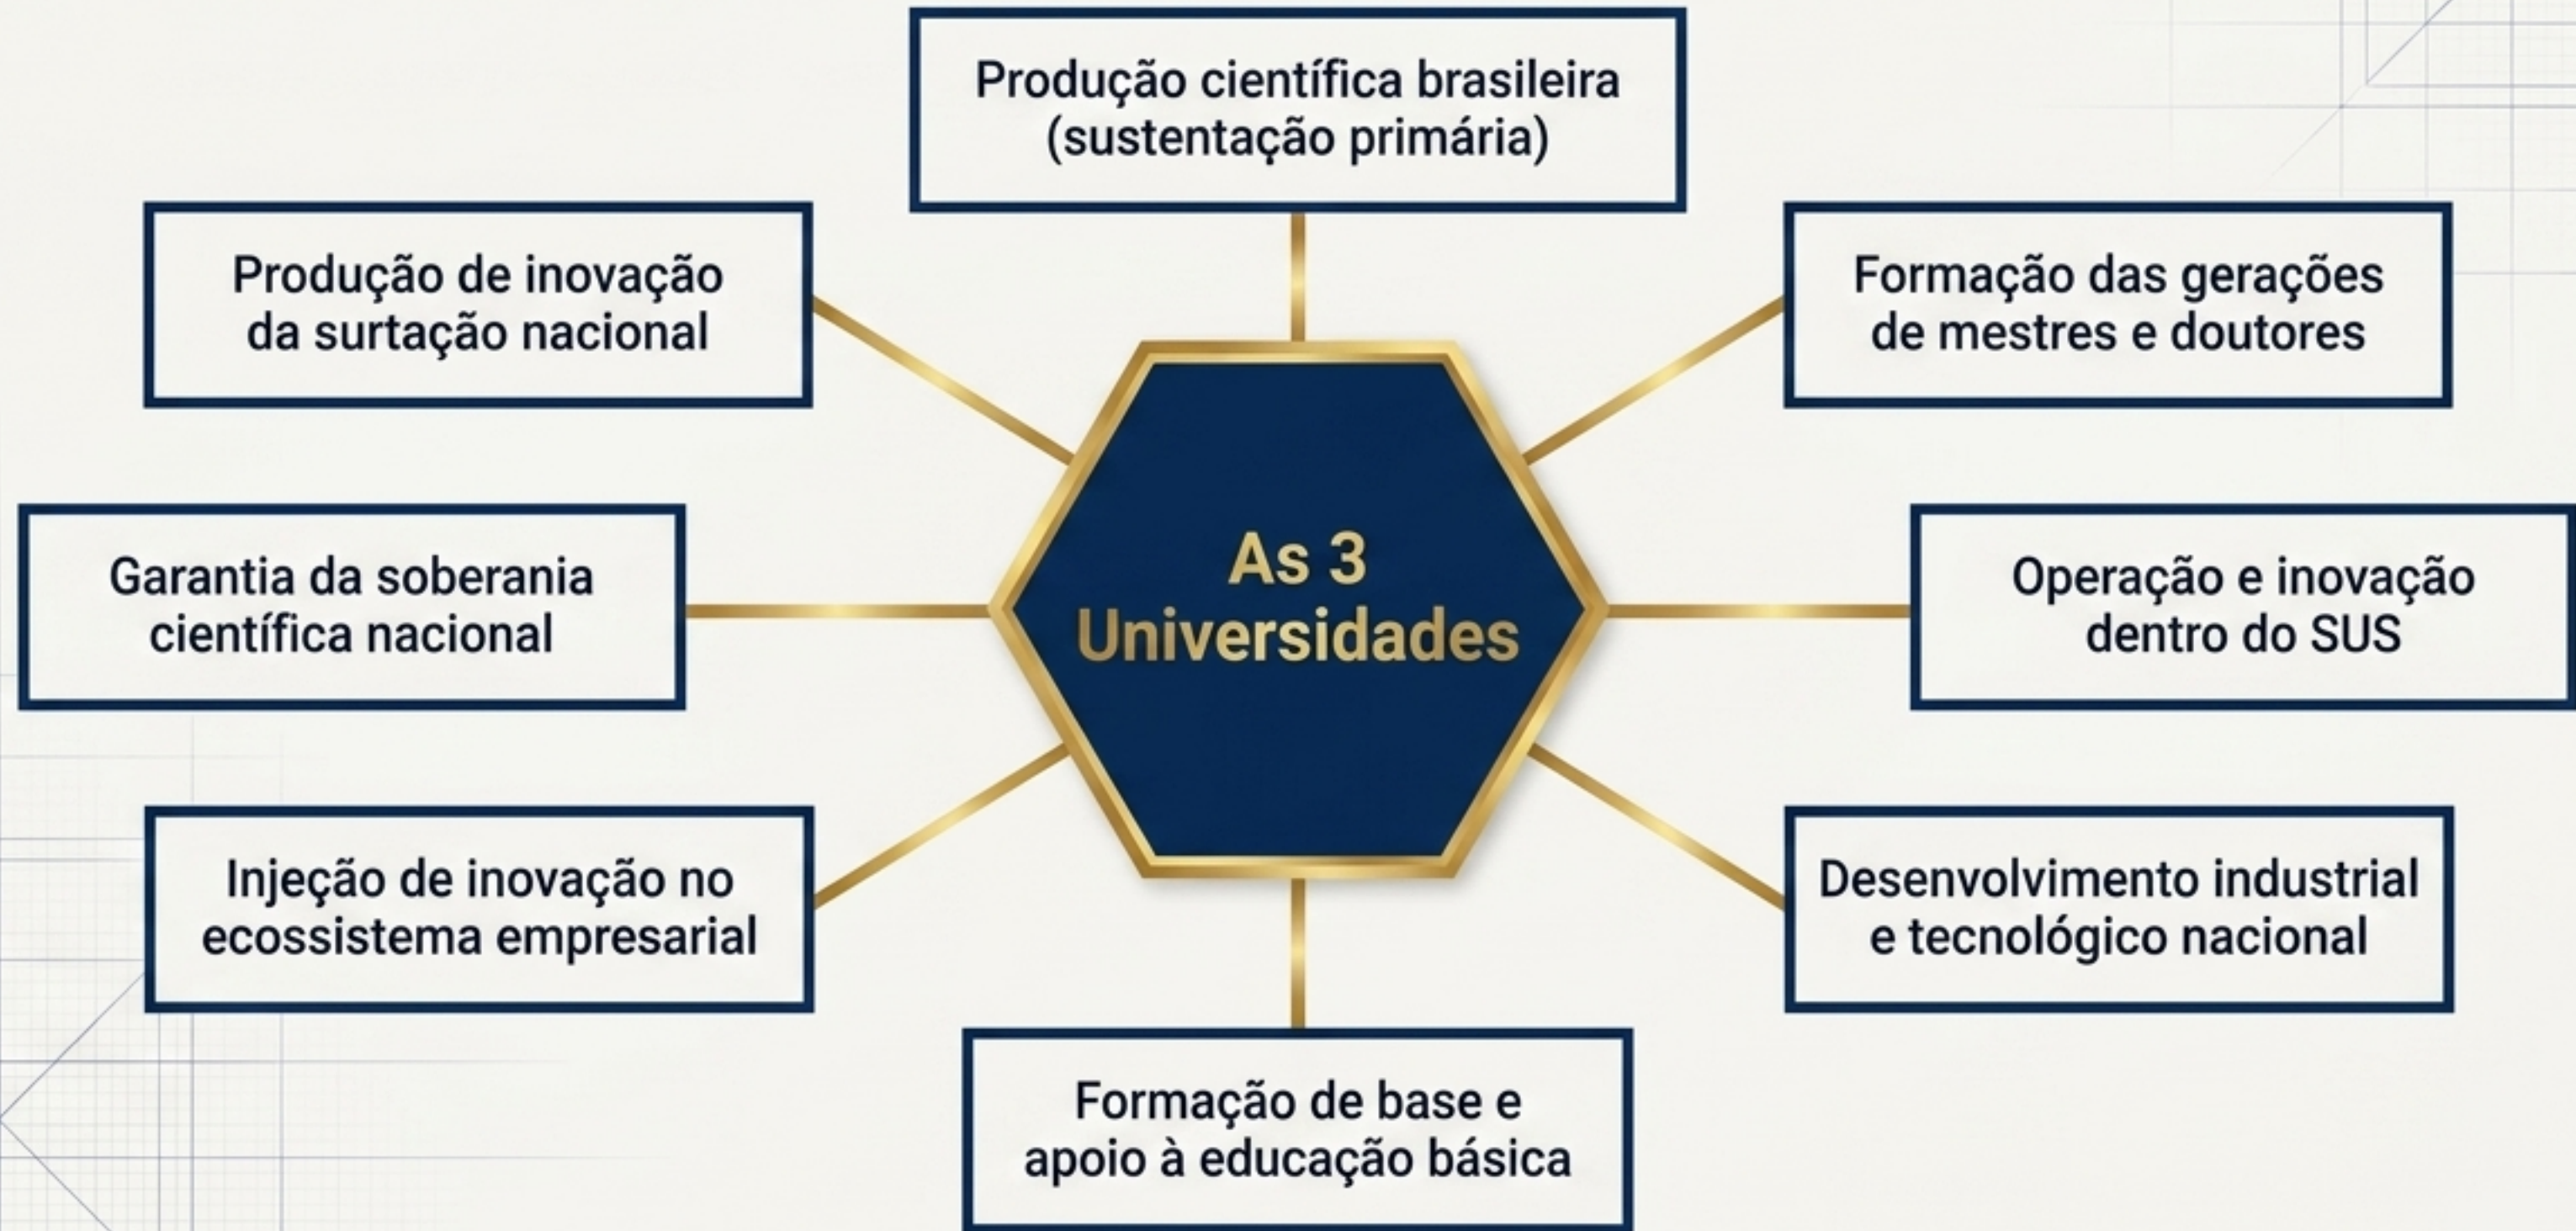 Produção científica brasileira
(sustentação primária)
Produção de inovação
da surtação nacional
Formação das gerações
de mestres e doutores
Garantia da soberania
científica nacional
As 3
Universidades
Operação e inovação
dentro do SUS
Injeção de inovação no
ecossistema empresarial
Desenvolvimento industrial
e tecnológico nacional
Formação de base e
apoio à educação básica